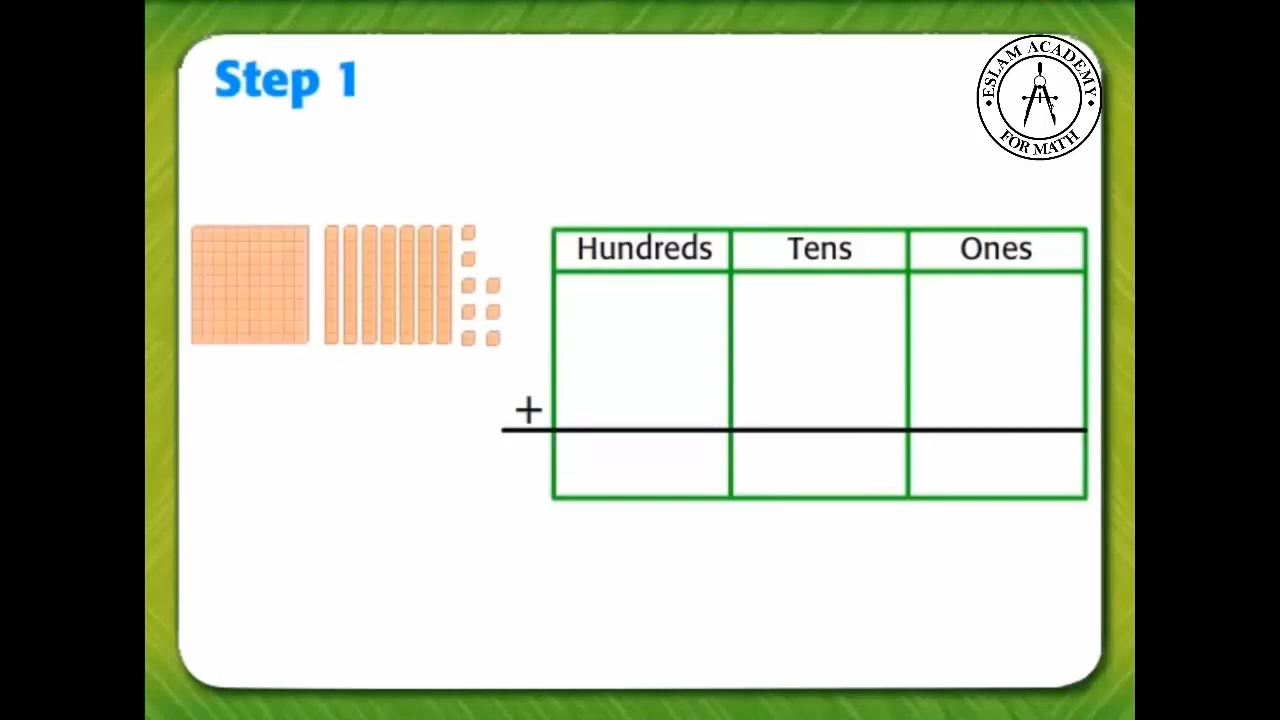 Step 1
ESLAM ACADEMY
FOR MATH
Hundreds Tens Ones
+